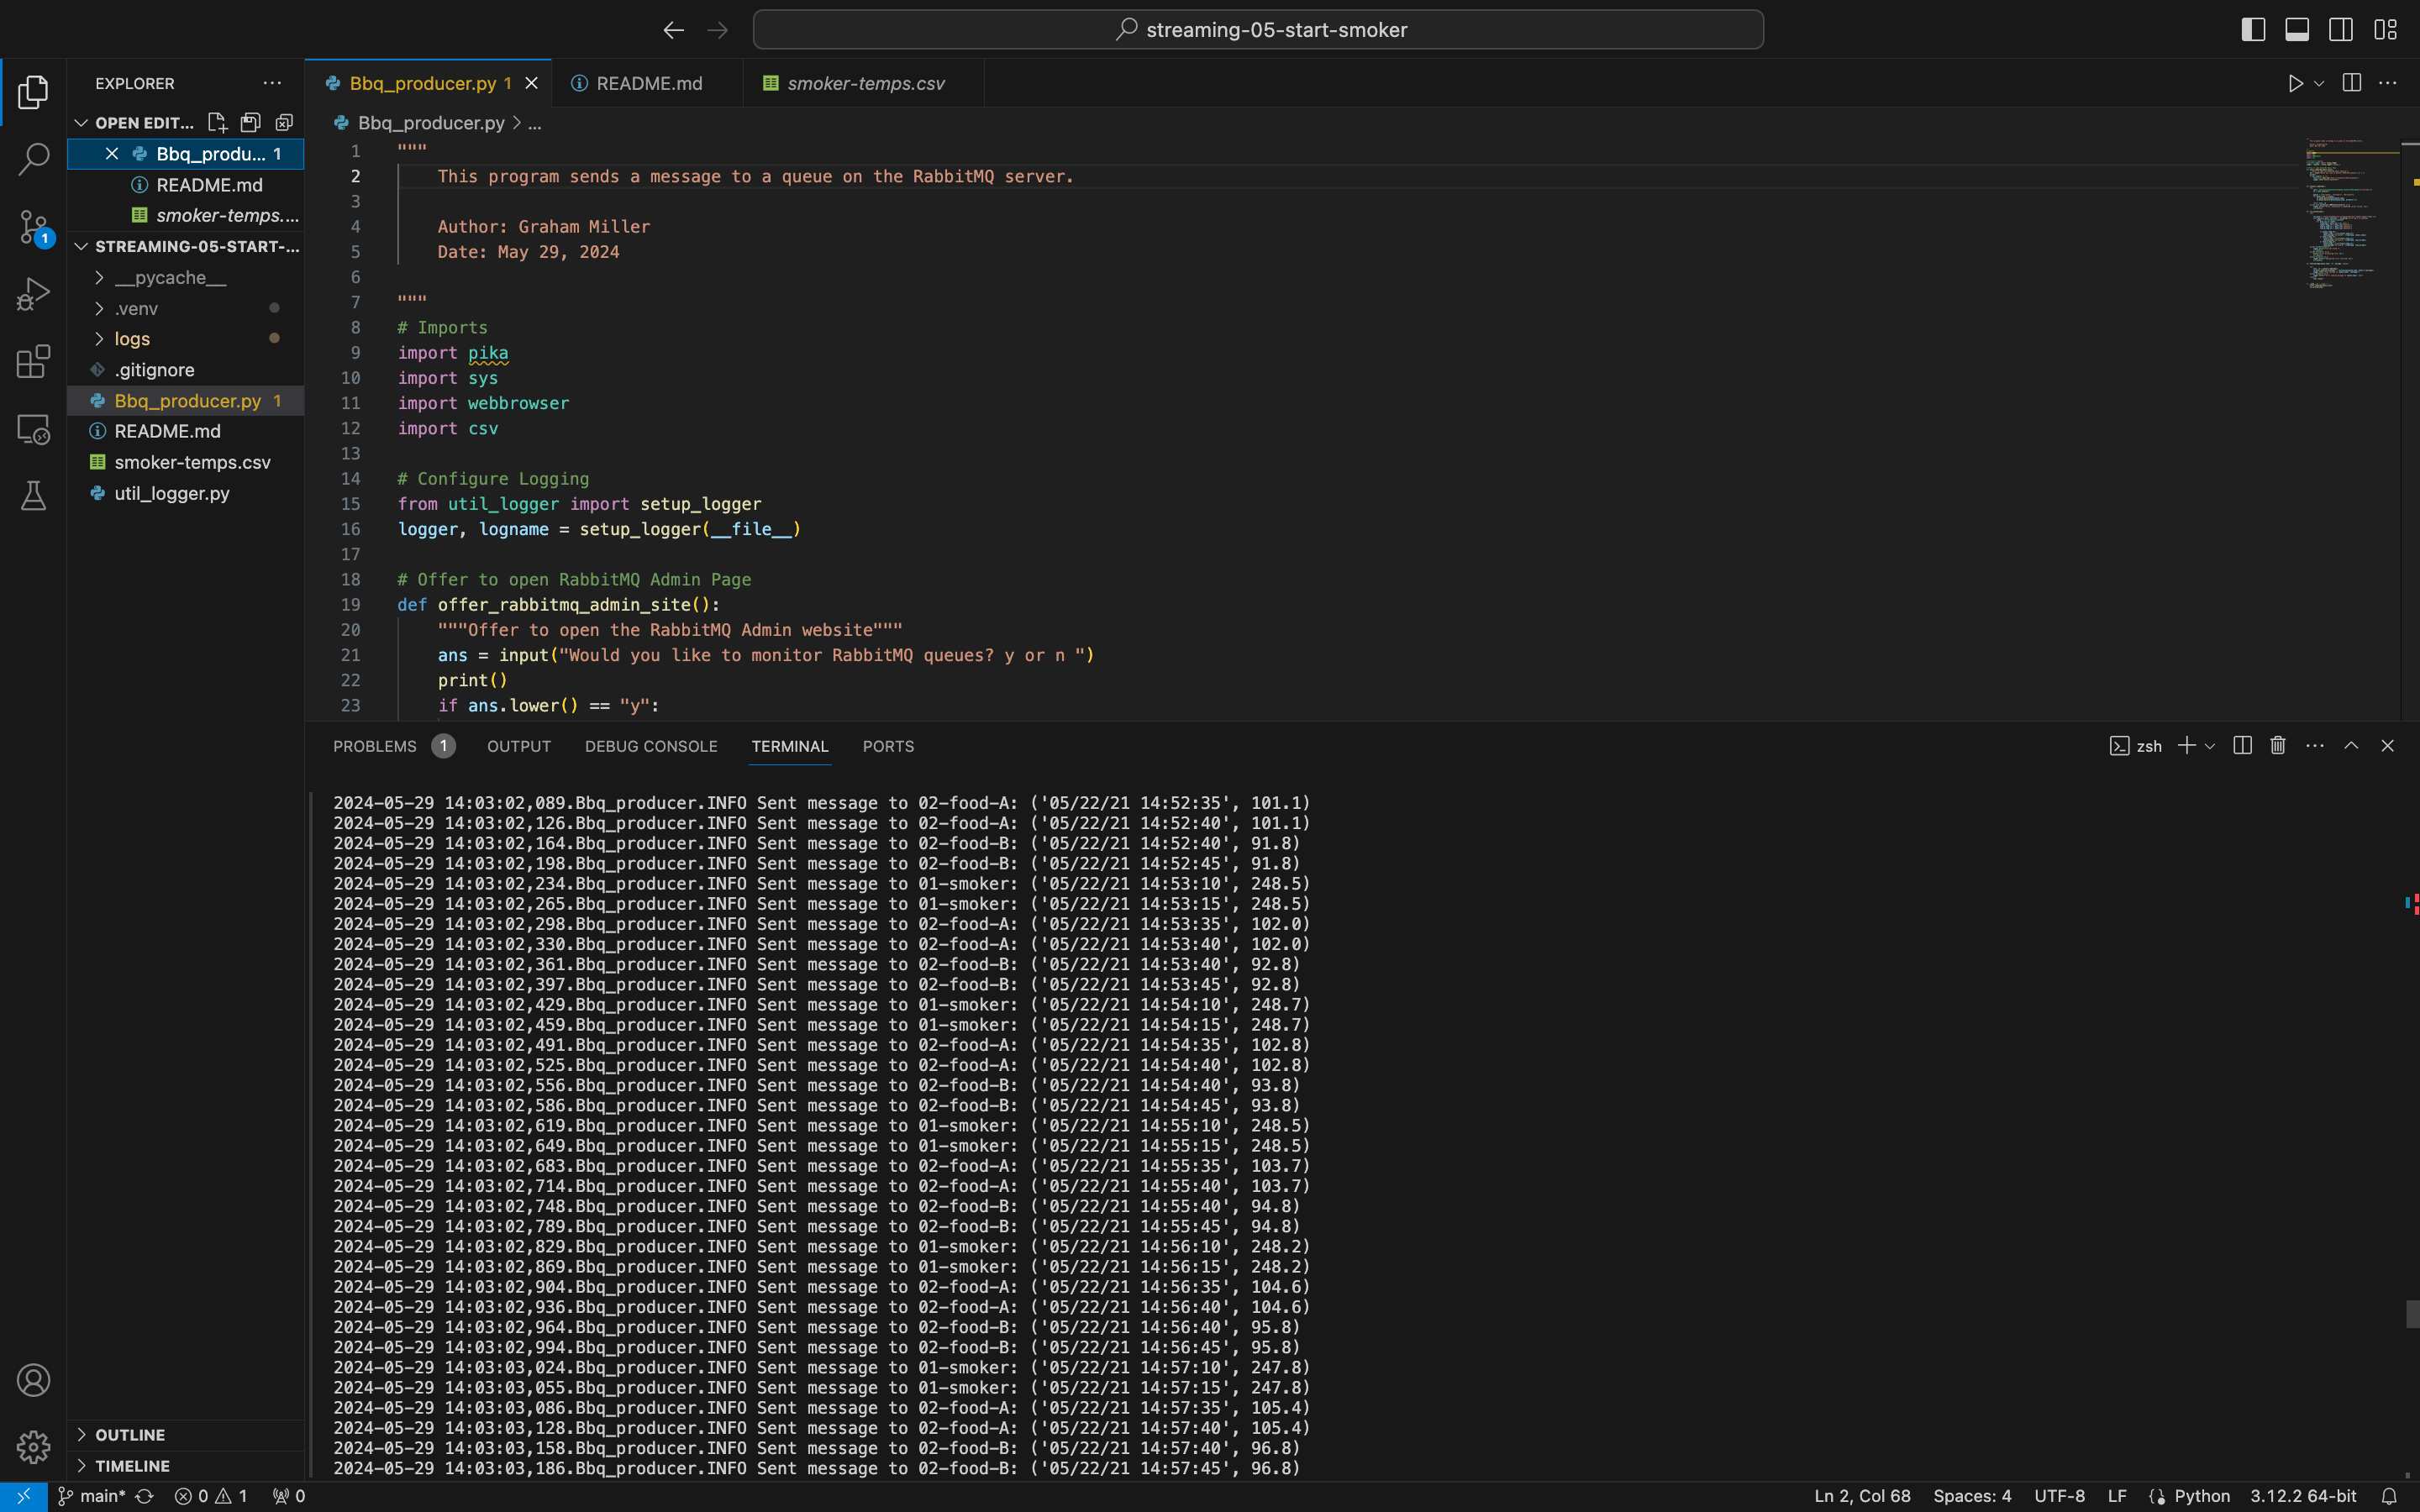 streaming-05-start-smoker
EXPLORER
OPEN EDIT...
Bbq_produ... 1
README.md
smoker-temps....
STREAMING-05-START-...
__pycache__
.venv
logs
.gitignore
Bbq_producer.py 1
README.md
smoker-temps.csv
util_logger.py
OUTLINE
TIMELINE
Bbq_producer.py 1
README.md
smoker-temps.csv
Bbq_producer.py > ...
1 """
2 This program sends a message to a queue on the RabbitMQ server.
3
4 Author: Graham Miller
5 Date: May 29, 2024
6
7 """
8 # Imports
9 import pika
10 import sys
11 import webbrowser
12 import csv
13
14 # Configure Logging
15 from util_logger import setup_logger
16 logger, logname = setup_logger(__file__)
17
18 # Offer to open RabbitMQ Admin Page
19 def offer_rabbitmq_admin_site():
20 """Offer to open the RabbitMQ Admin website"""
21 ans = input("Would you like to monitor RabbitMQ queues? y or n ")
22 print()
23 if ans.lower() == "y":
PROBLEMS 1 OUTPUT DEBUG CONSOLE TERMINAL PORTS
zsh
2024-05-29 14:03:02,089.Bbq_producer.INFO Sent message to 02-food-A: ('05/22/21 14:52:35', 101.1)
2024-05-29 14:03:02,126.Bbq_producer.INFO Sent message to 02-food-A: ('05/22/21 14:52:40', 101.1)
2024-05-29 14:03:02,164.Bbq_producer.INFO Sent message to 02-food-B: ('05/22/21 14:52:40', 91.8)
2024-05-29 14:03:02,198.Bbq_producer.INFO Sent message to 02-food-B: ('05/22/21 14:52:45', 91.8)
2024-05-29 14:03:02,234.Bbq_producer.INFO Sent message to 01-smoker: ('05/22/21 14:53:10', 248.5)
2024-05-29 14:03:02,265.Bbq_producer.INFO Sent message to 01-smoker: ('05/22/21 14:53:15', 248.5)
2024-05-29 14:03:02,298.Bbq_producer.INFO Sent message to 02-food-A: ('05/22/21 14:53:35', 102.0)
2024-05-29 14:03:02,330.Bbq_producer.INFO Sent message to 02-food-A: ('05/22/21 14:53:40', 102.0)
2024-05-29 14:03:02,361.Bbq_producer.INFO Sent message to 02-food-B: ('05/22/21 14:53:40', 92.8)
2024-05-29 14:03:02,397.Bbq_producer.INFO Sent message to 02-food-B: ('05/22/21 14:53:45', 92.8)
2024-05-29 14:03:02,429.Bbq_producer.INFO Sent message to 01-smoker: ('05/22/21 14:54:10', 248.7)
2024-05-29 14:03:02,459.Bbq_producer.INFO Sent message to 01-smoker: ('05/22/21 14:54:15', 248.7)
2024-05-29 14:03:02,491.Bbq_producer.INFO Sent message to 02-food-A: ('05/22/21 14:54:35', 102.8)
2024-05-29 14:03:02,525.Bbq_producer.INFO Sent message to 02-food-A: ('05/22/21 14:54:40', 102.8)
2024-05-29 14:03:02,556.Bbq_producer.INFO Sent message to 02-food-B: ('05/22/21 14:54:40', 93.8)
2024-05-29 14:03:02,586.Bbq_producer.INFO Sent message to 02-food-B: ('05/22/21 14:54:45', 93.8)
2024-05-29 14:03:02,619.Bbq_producer.INFO Sent message to 01-smoker: ('05/22/21 14:55:10', 248.5)
2024-05-29 14:03:02,649.Bbq_producer.INFO Sent message to 01-smoker: ('05/22/21 14:55:15', 248.5)
2024-05-29 14:03:02,683.Bbq_producer.INFO Sent message to 02-food-A: ('05/22/21 14:55:35', 103.7)
2024-05-29 14:03:02,714.Bbq_producer.INFO Sent message to 02-food-A: ('05/22/21 14:55:40', 103.7)
2024-05-29 14:03:02,748.Bbq_producer.INFO Sent message to 02-food-B: ('05/22/21 14:55:40', 94.8)
2024-05-29 14:03:02,789.Bbq_producer.INFO Sent message to 02-food-B: ('05/22/21 14:55:45', 94.8)
2024-05-29 14:03:02,829.Bbq_producer.INFO Sent message to 01-smoker: ('05/22/21 14:56:10', 248.2)
2024-05-29 14:03:02,869.Bbq_producer.INFO Sent message to 01-smoker: ('05/22/21 14:56:15', 248.2)
2024-05-29 14:03:02,904.Bbq_producer.INFO Sent message to 02-food-A: ('05/22/21 14:56:35', 104.6)
2024-05-29 14:03:02,936.Bbq_producer.INFO Sent message to 02-food-A: ('05/22/21 14:56:40', 104.6)
2024-05-29 14:03:02,964.Bbq_producer.INFO Sent message to 02-food-B: ('05/22/21 14:56:40', 95.8)
2024-05-29 14:03:02,994.Bbq_producer.INFO Sent message to 02-food-B: ('05/22/21 14:56:45', 95.8)
2024-05-29 14:03:03,024.Bbq_producer.INFO Sent message to 01-smoker: ('05/22/21 14:57:10', 247.8)
2024-05-29 14:03:03,055.Bbq_producer.INFO Sent message to 01-smoker: ('05/22/21 14:57:15', 247.8)
2024-05-29 14:03:03,086.Bbq_producer.INFO Sent message to 02-food-A: ('05/22/21 14:57:35', 105.4)
2024-05-29 14:03:03,128.Bbq_producer.INFO Sent message to 02-food-A: ('05/22/21 14:57:40', 105.4)
2024-05-29 14:03:03,158.Bbq_producer.INFO Sent message to 02-food-B: ('05/22/21 14:57:40', 96.8)
2024-05-29 14:03:03,186.Bbq_producer.INFO Sent message to 02-food-B: ('05/22/21 14:57:45', 96.8)
main* 0 1 0 Ln 2, Col 68 Spaces: 4 UTF-8 LF Python 3.12.2 64-bit